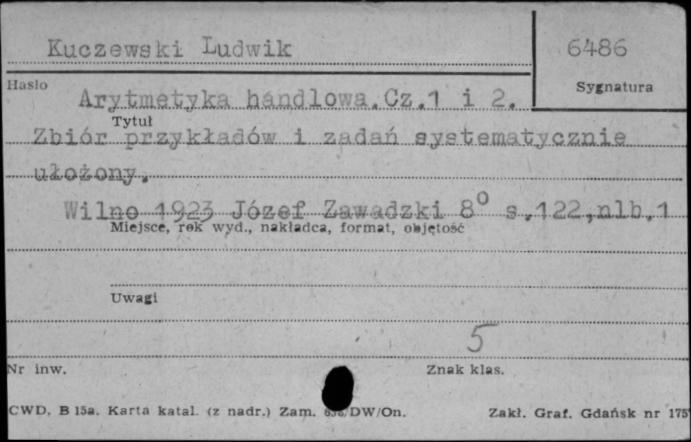 Kuczewski Ludwik
6486
Hasło
Sygnatura
Arytmetyka handlowa.Cz.1 i 2.
Tytuł
Zbiór przykładów i zadań systematycznie
ułożony.
Wilno 1923 Józef Zawadzki 8⁰ s.122,nlb.1
Miejsce, rok wyd., nakładca, format, objętość
Uwagi
5
Nr inw.
Znak klas.
CWD. B 15a. Karta katal. (z nadr.) Zam. DW/On.
Zakł. Graf. Gdańsk nr 175